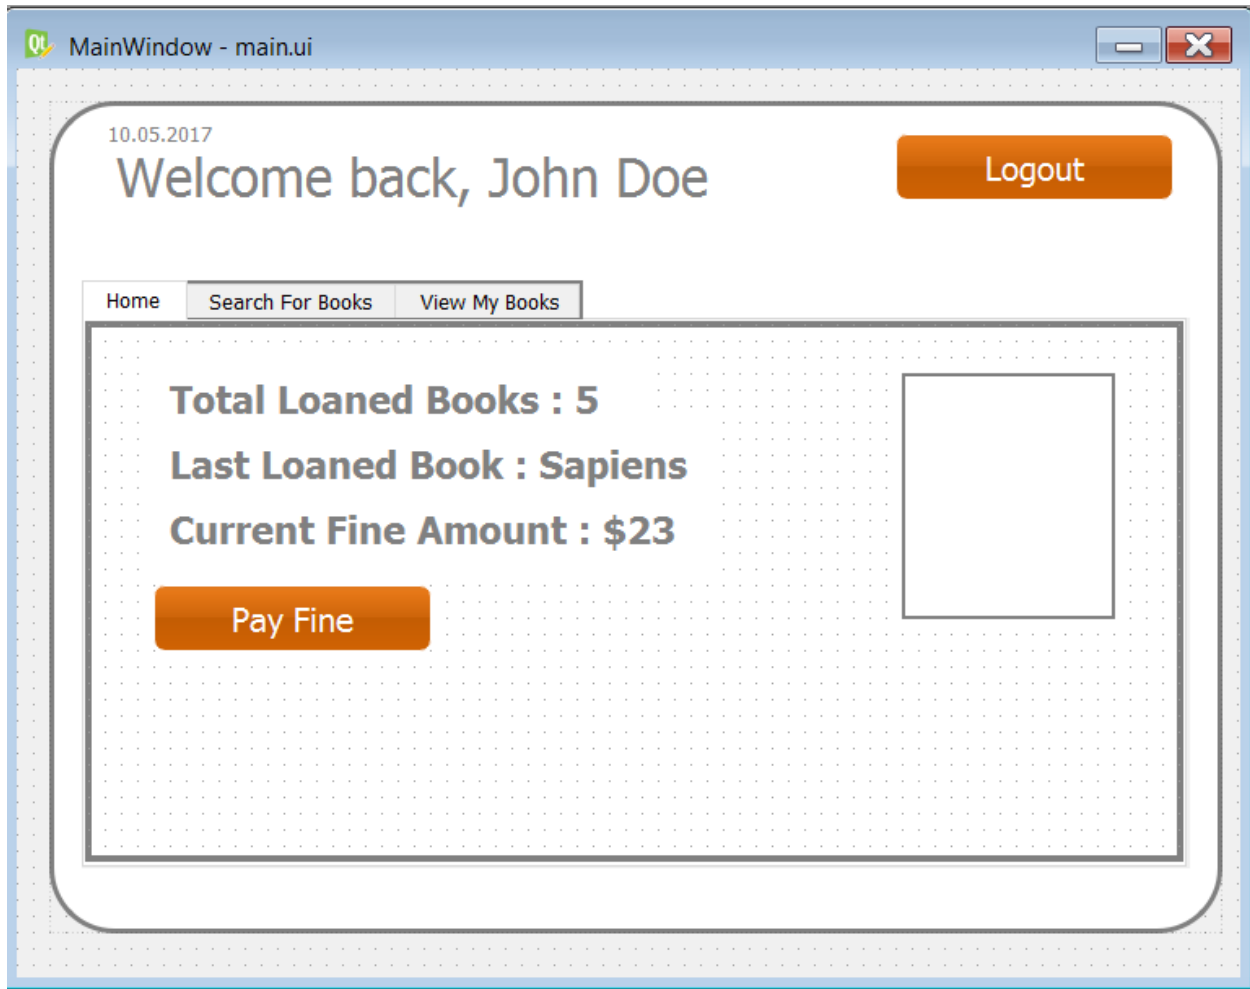 MainWindow - main.ui
10.05.2017
Welcome back, John Doe
Logout
Home Search For Books View My Books
Total Loaned Books : 5
Last Loaned Book : Sapiens
Current Fine Amount : $23
Pay Fine